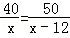 40/x = 50/(x−12)